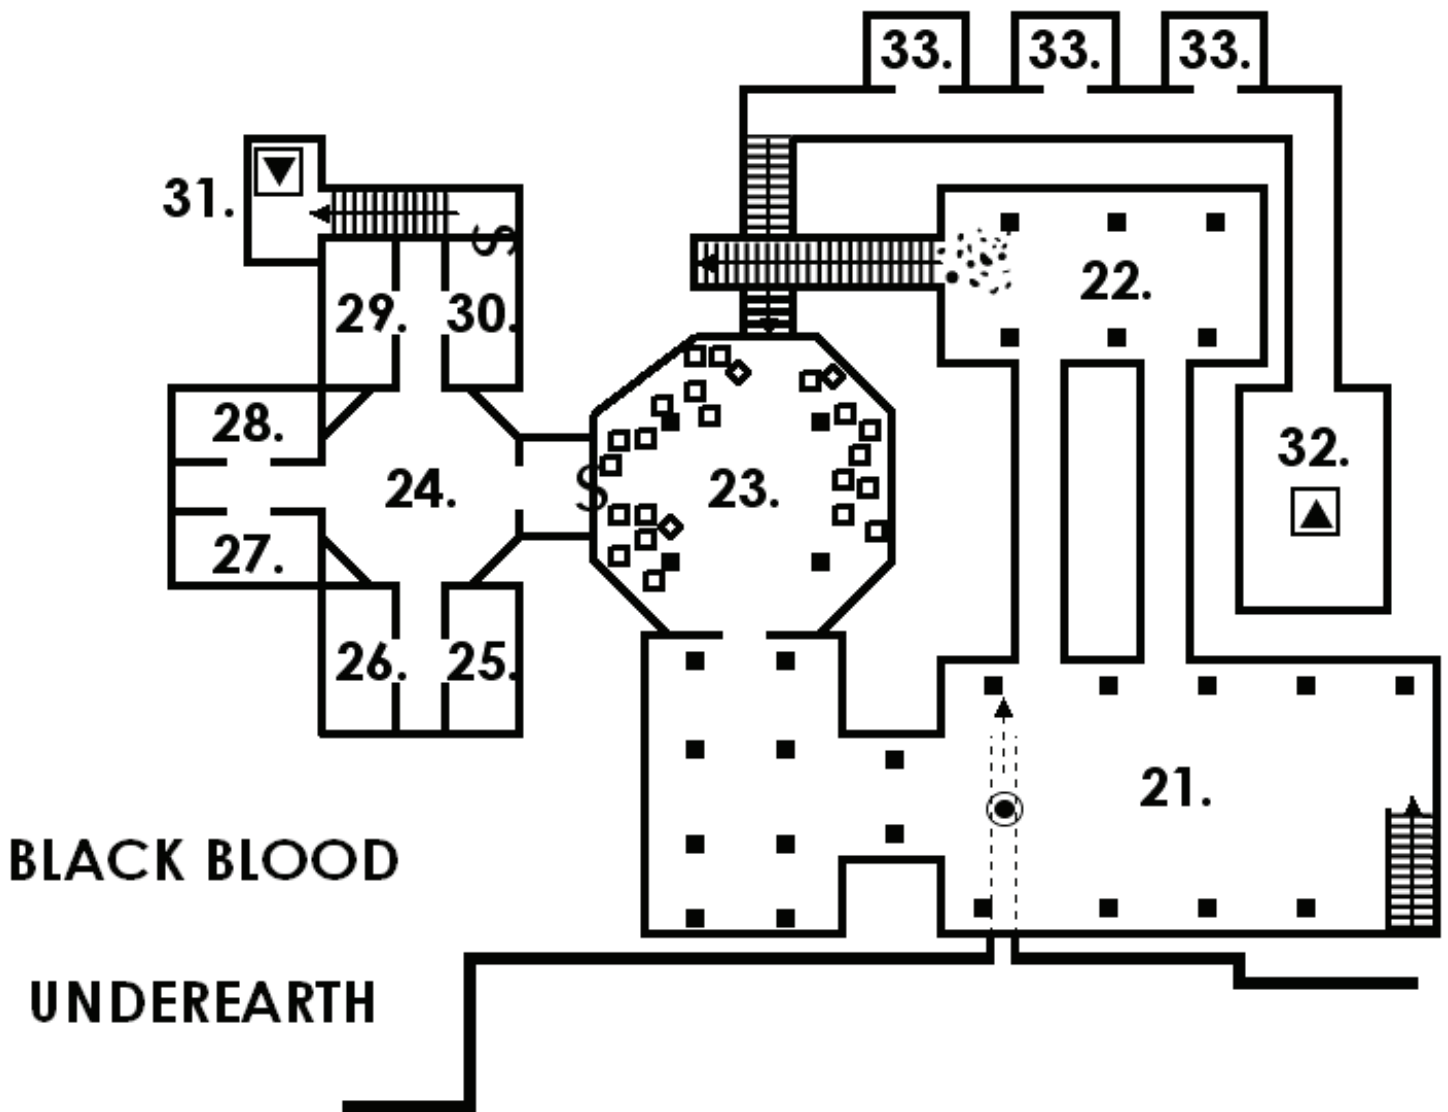 33. 33. 33.
31.
22.
29. 30.
28.
32.
24.
S
S
23.
27.
26. 25.
21.
BLACK BLOOD
UNDEREARTH